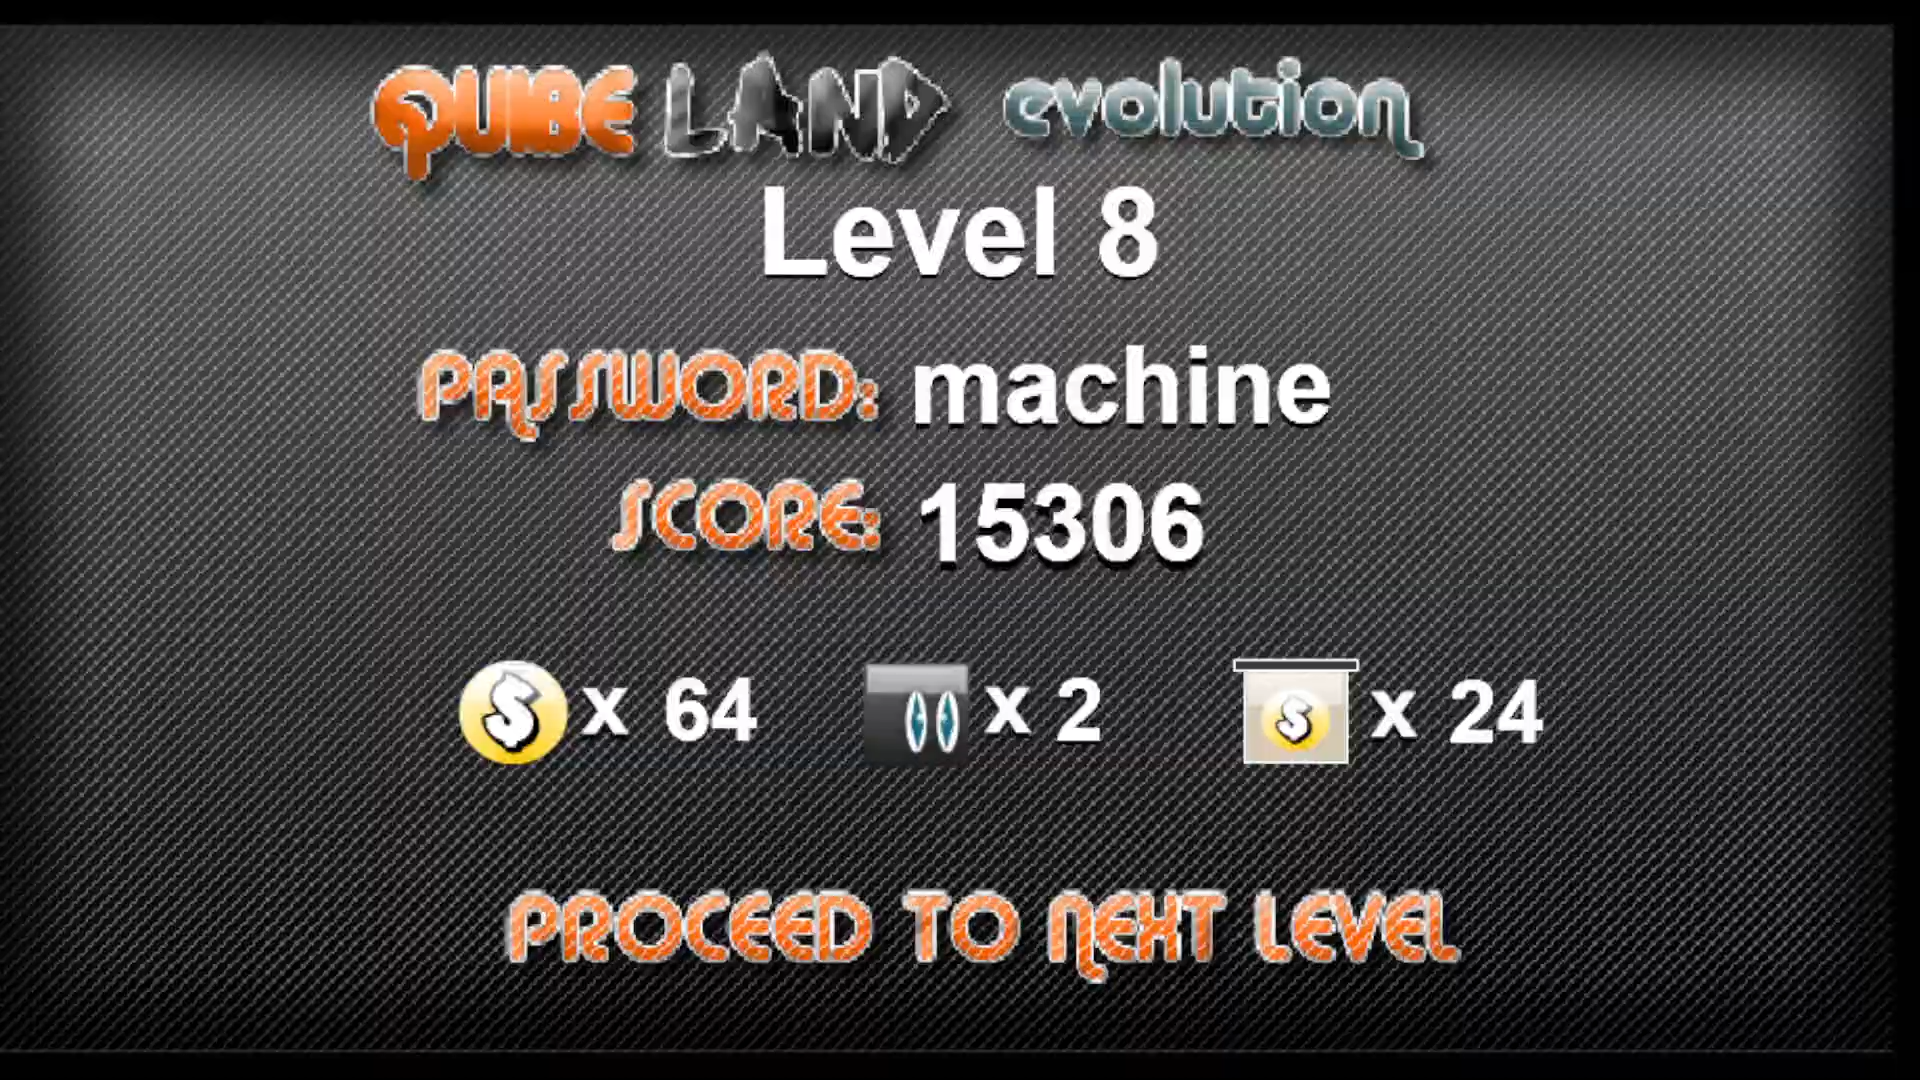 QUBE LAND evolution
Level 8
PASSWORD: machine
SCORE: 15306
$ x 64 x 2 $ x 24
PROCEED TO NEXT LEVEL